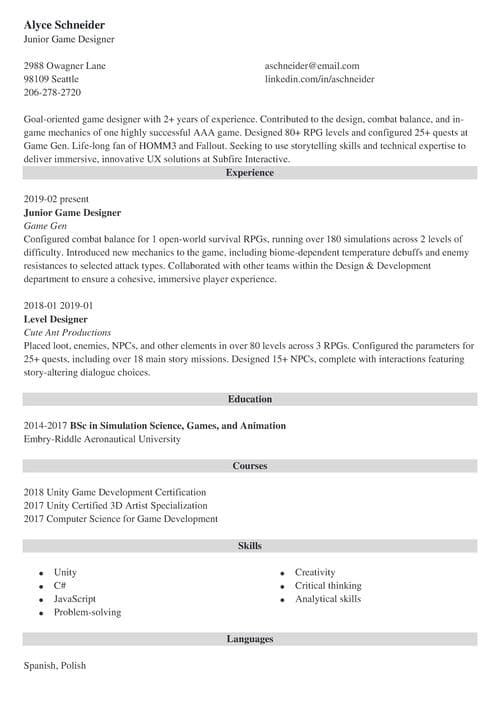 Alyce Schneider
Junior Game Designer
2988 Owagner Lane
aschneider@email.com
98109 Seattle
linkedin.com/in/aschneider
206-278-2720
Goal-oriented game designer with 2+ years of experience. Contributed to the design, combat balance, and in-
game mechanics of one highly successful AAA game. Designed 80+ RPG levels and configured 25+ quests at
Game Gen. Life-long fan of HOMM3 and Fallout. Seeking to use storytelling skills and technical expertise to
deliver immersive, innovative UX solutions at Subfire Interactive.
Experience
2019-02 present
Junior Game Designer
Game Gen
Configured combat balance for 1 open-world survival RPGs, running over 180 simulations across 2 levels of
difficulty. Introduced new mechanics to the game, including biome-dependent temperature debuffs and enemy
resistances to selected attack types. Collaborated with other teams within the Design & Development
department to ensure a cohesive, immersive player experience.
2018-01 2019-01
Level Designer
Cute Ant Productions
Placed loot, enemies, NPCs, and other elements in over 80 levels across 3 RPGs. Configured the parameters for
25+ quests, including over 18 main story missions. Designed 15+ NPCs, complete with interactions featuring
story-altering dialogue choices.
Education
2014-2017 BSc in Simulation Science, Games, and Animation
Embry-Riddle Aeronautical University
Courses
2018 Unity Game Development Certification
2017 Unity Certified 3D Artist Specialization
2017 Computer Science for Game Development
Skills
• Unity
• C#
• JavaScript
• Problem-solving
• Creativity
• Critical thinking
• Analytical skills
Languages
Spanish, Polish